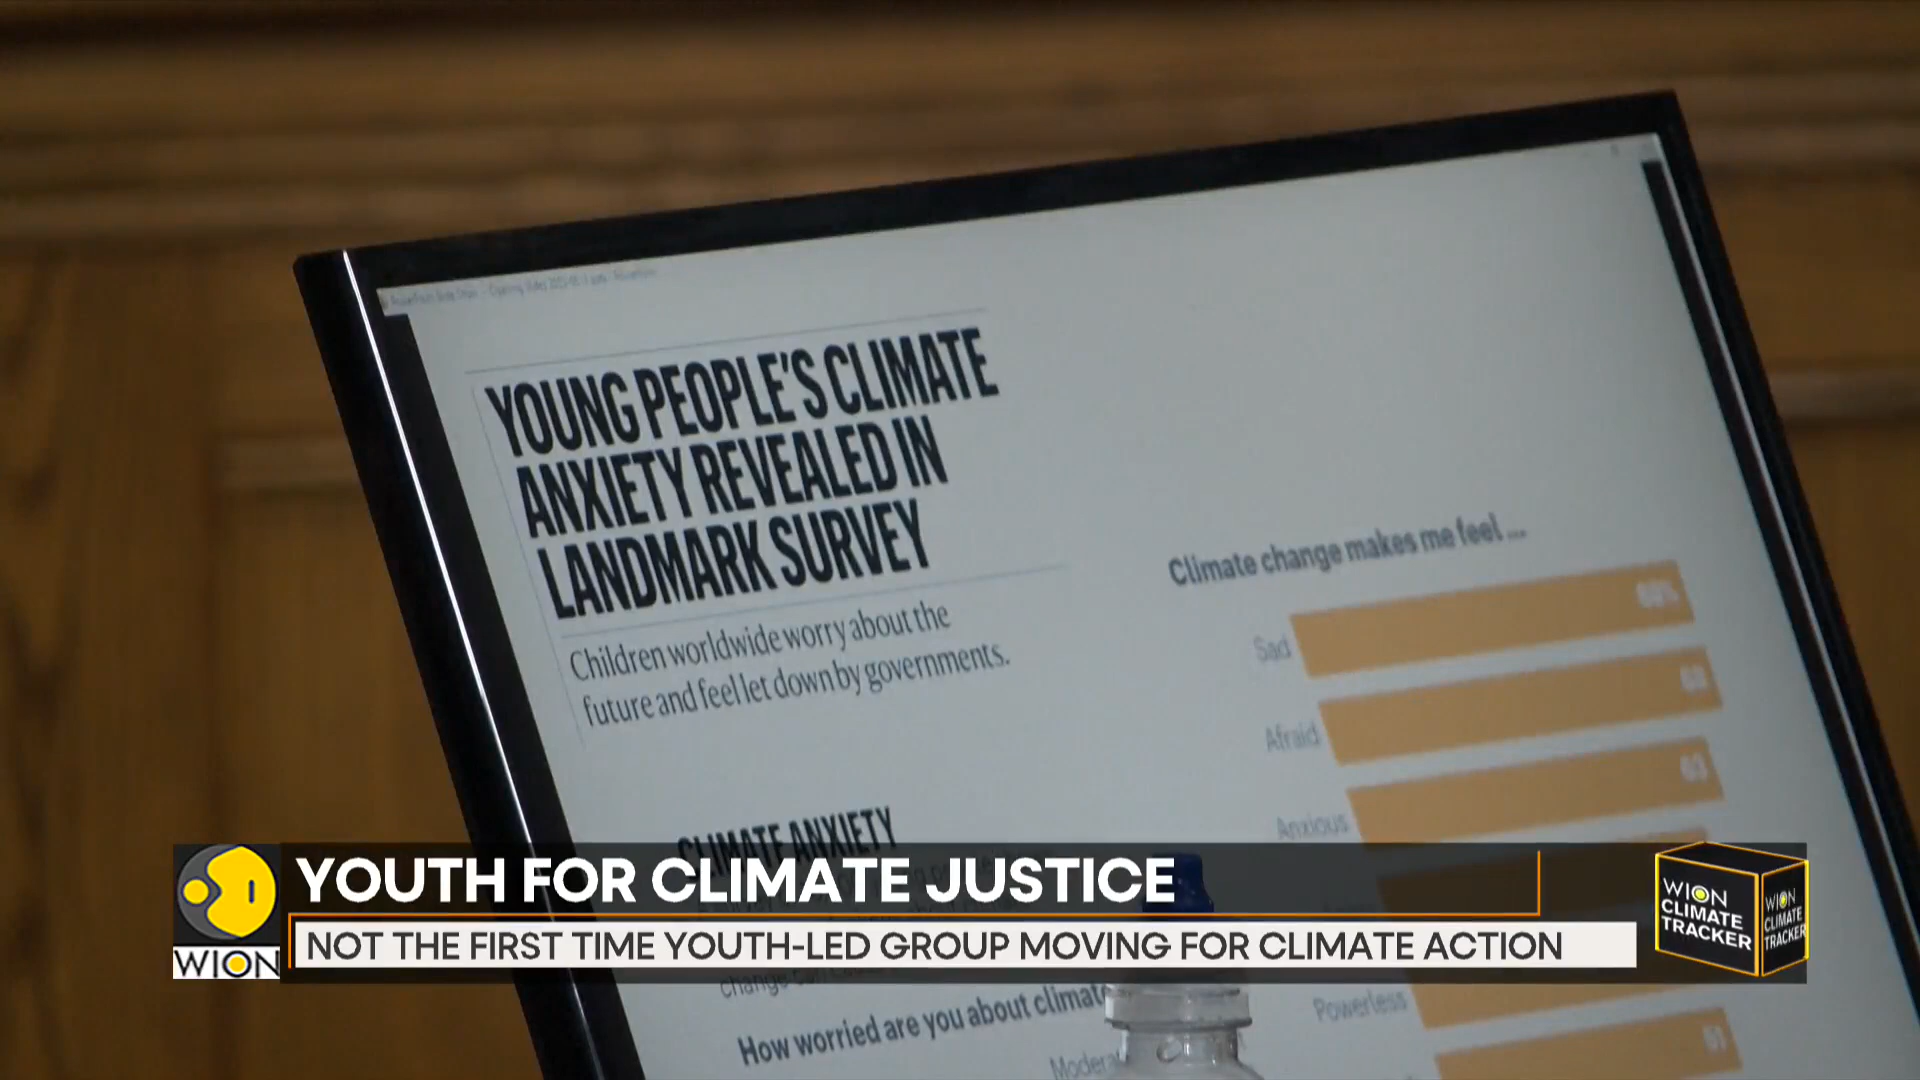 YOUNG PEOPLE'S CLIMATE
ANXIETY REVEALED IN
LANDMARK SURVEY
Children worldwide worry about the
future and feel let down by governments.
CLIMATE ANXIETY
How worried are you about climate
Climate change makes me feel ...
Sad
Afraid
63
Anxious
Powerless
YOUTH FOR CLIMATE JUSTICE
NOT THE FIRST TIME YOUTH-LED GROUP MOVING FOR CLIMATE ACTION
WION
WION
CLIMATE
TRACKER
WION
CLIMATE
TRACKER